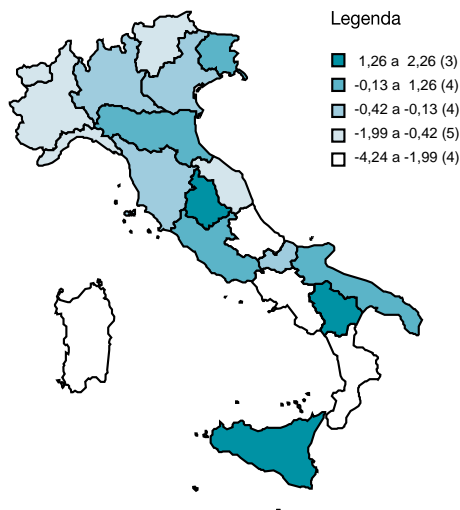 Legenda
1,26 a 2,26 (3)
-0,13 a 1,26 (4)
-0,42 a -0,13 (4)
-1,99 a -0,42 (5)
-4,24 a -1,99 (4)